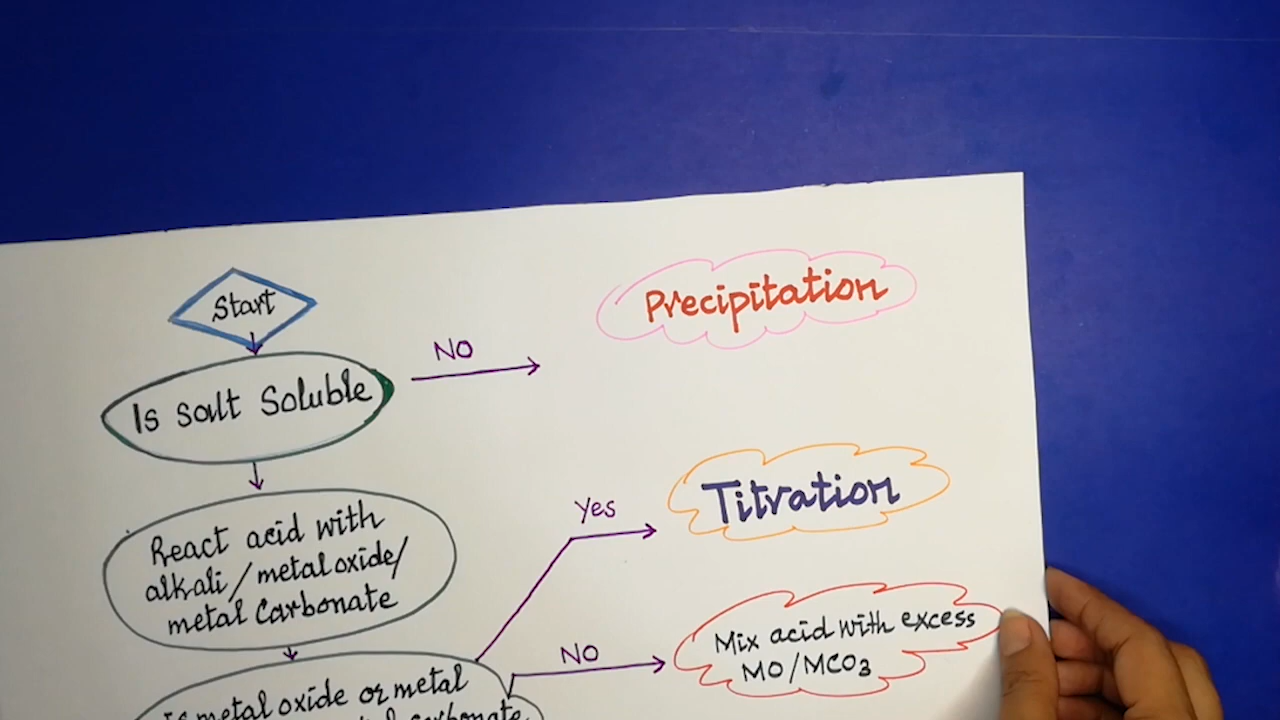 Start
Is salt Soluble
NO
Precipitation
React acid with
alkali/metal oxide/
metal Carbonate
Yes
Titration
NO
Mix acid with excess
MO/MCO3
metal oxide or metal
carbonate